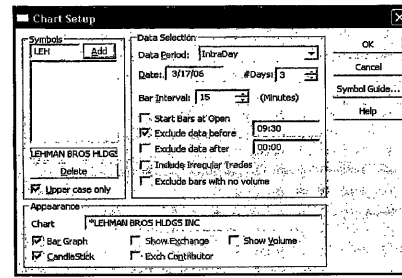 Chart Setup
Symbols
LEH Add
LEHMAN BROS HLDG
Delete
Upper case only
Data Selection
Data Period: IntraDay
Date: 3/17/06 #Days: 3
Bar Interval: 15 (Minutes)
Start Bars at Open
Exclude data before 09:30
Exclude data after 00:00
Include Irregular Trades
Exclude bars with no volume
OK
Cancel
Symbol Guide...
Help
Appearance
Chart *LEHMAN BROS HLDGS INC
Bar Graph Show Exchange Show Volume
CandleStick Exch Contributor